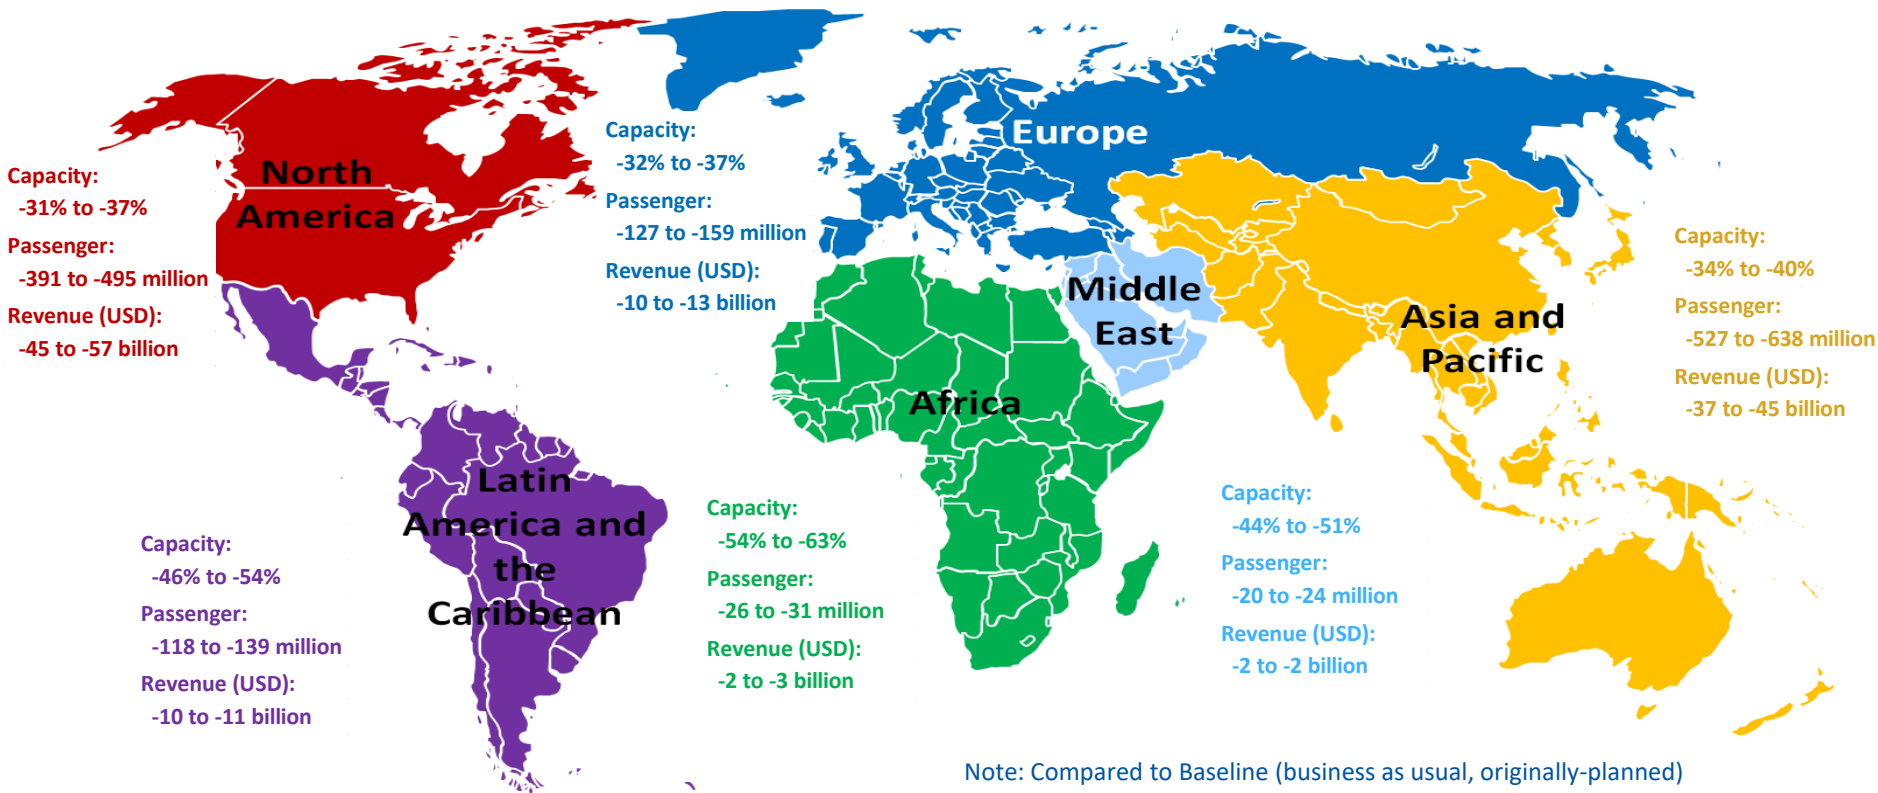 North
America
Capacity:
-31% to -37%
Passenger:
-391 to -495 million
Revenue (USD):
-45 to -57 billion
Europe
Capacity:
-32% to -37%
Passenger:
-127 to -159 million
Revenue (USD):
-10 to -13 billion
Asia and
Pacific
Capacity:
-34% to -40%
Passenger:
-527 to -638 million
Revenue (USD):
-37 to -45 billion
Latin
America and
the
Caribbean
Capacity:
-46% to -54%
Passenger:
-118 to -139 million
Revenue (USD):
-10 to -11 billion
Africa
Capacity:
-54% to -63%
Passenger:
-26 to -31 million
Revenue (USD):
-2 to -3 billion
Middle
East
Capacity:
-44% to -51%
Passenger:
-20 to -24 million
Revenue (USD):
-2 to -2 billion
Note: Compared to Baseline (business as usual, originally-planned)